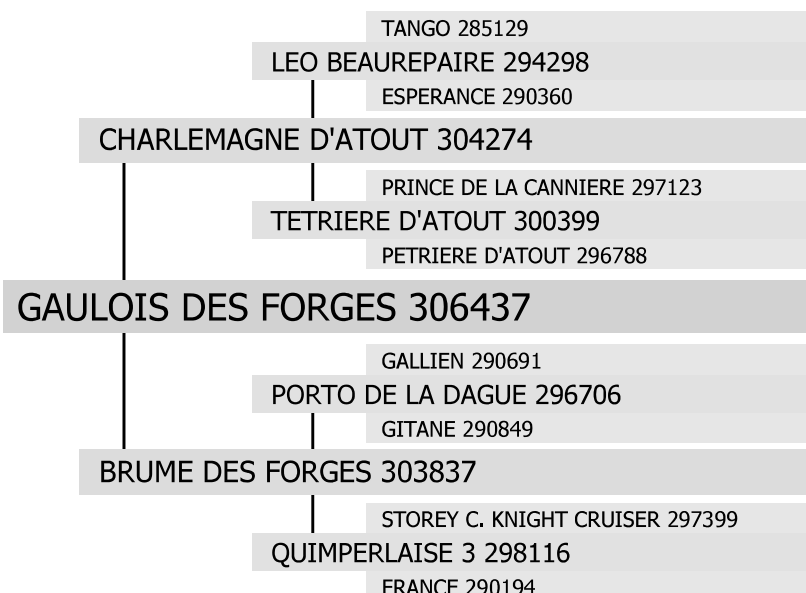 TANGO 285129
LEO BEAUREPAIRE 294298
ESPERANCE 290360
CHARLEMAGNE D'ATOUT 304274
PRINCE DE LA CANNIERE 297123
TETRIERE D'ATOUT 300399
PETRIERE D'ATOUT 296788
GAULOIS DES FORGES 306437
GALLIEN 290691
PORTO DE LA DAGUE 296706
GITANE 290849
BRUME DES FORGES 303837
STOREY C. KNIGHT CRUISER 297399
QUIMPERLAISE 3 298116
FRANCE 290194